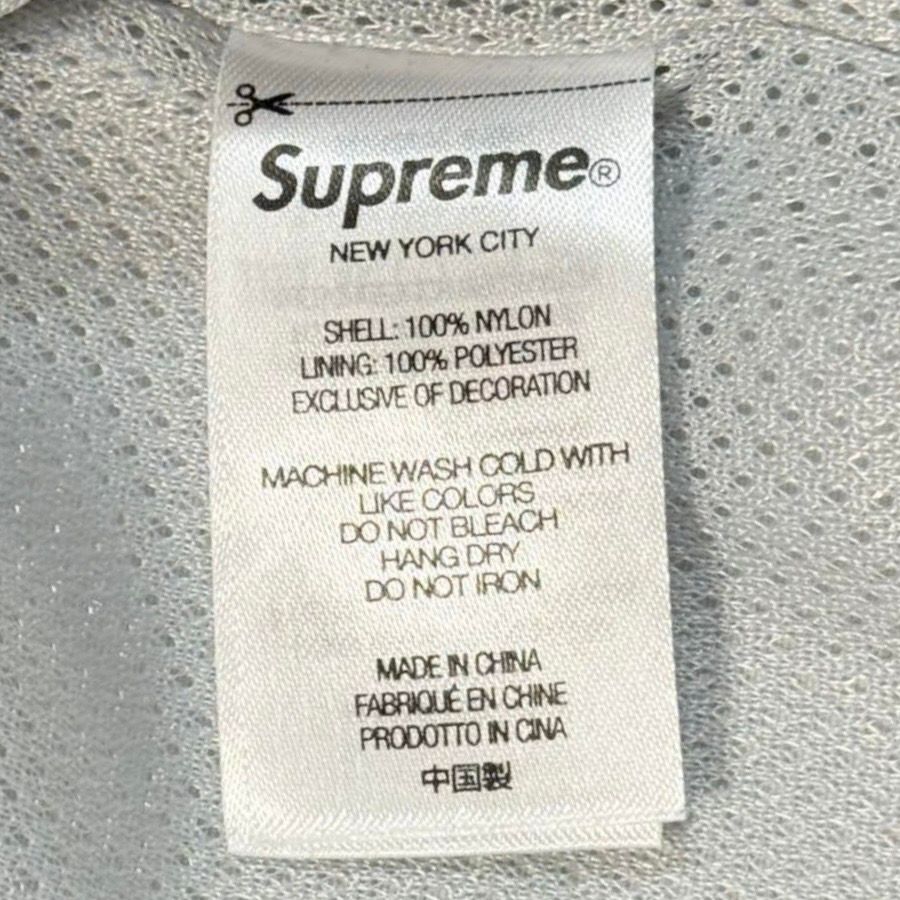 Supreme®
NEW YORK CITY
SHELL: 100% NYLON
LINING: 100% POLYESTER
EXCLUSIVE OF DECORATION
MACHINE WASH COLD WITH
LIKE COLORS
DO NOT BLEACH
HANG DRY
DO NOT IRON
MADE IN CHINA
FABRIQUÉ EN CHINE
PRODOTTO IN CINA
中国製